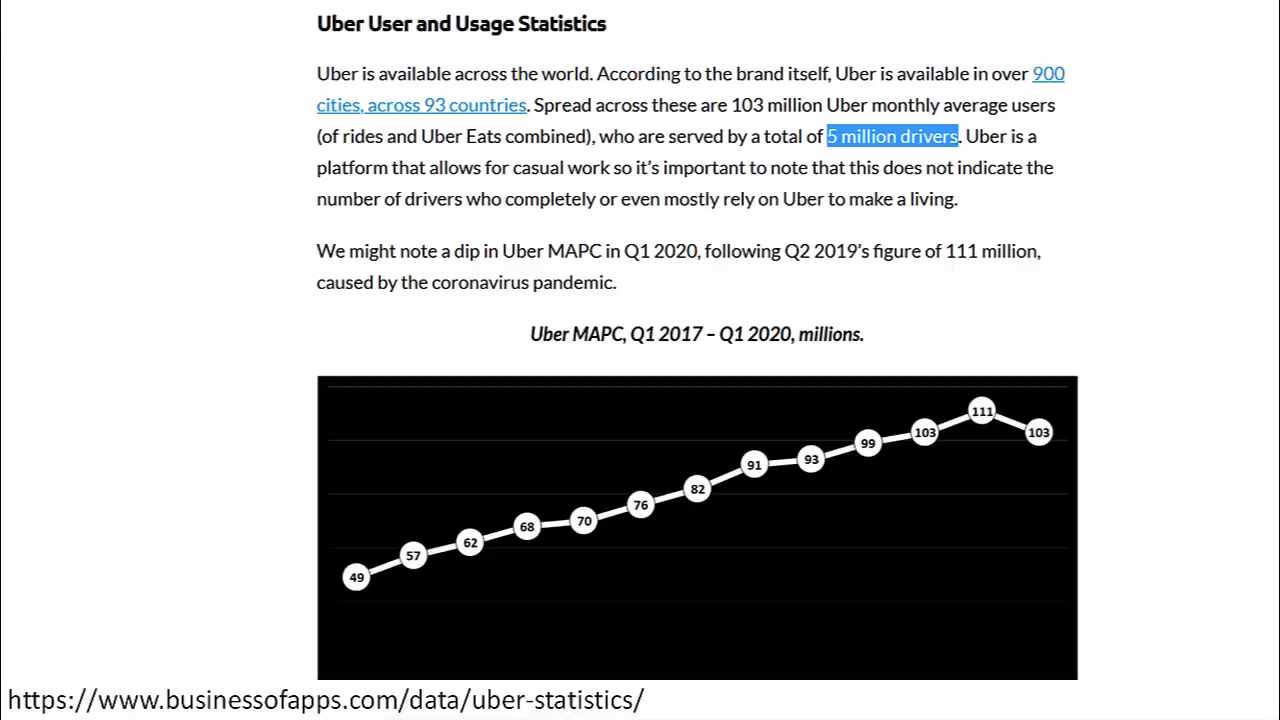 Uber User and Usage Statistics
Uber is available across the world. According to the brand itself, Uber is available in over 900
cities, across 93 countries. Spread across these are 103 million Uber monthly average users
(of rides and Uber Eats combined), who are served by a total of 5 million drivers. Uber is a
platform that allows for casual work so it’s important to note that this does not indicate the
number of drivers who completely or even mostly rely on Uber to make a living.
We might note a dip in Uber MAPC in Q1 2020, following Q2 2019’s figure of 111 million,
caused by the coronavirus pandemic.
Uber MAPC, Q1 2017 – Q1 2020, millions.
49
57
62
68
70
76
82
91
93
99
103
111
103
https://www.businessofapps.com/data/uber-statistics/